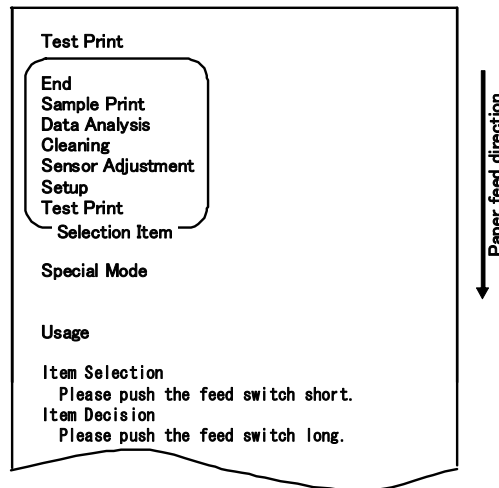 Test Print
End
Sample Print
Data Analysis
Cleaning
Sensor Adjustment
Setup
Test Print
Selection Item
Special Mode
Usage
Item Selection
Please push the feed switch short.
Item Decision
Please push the feed switch long.
Paper feed direction